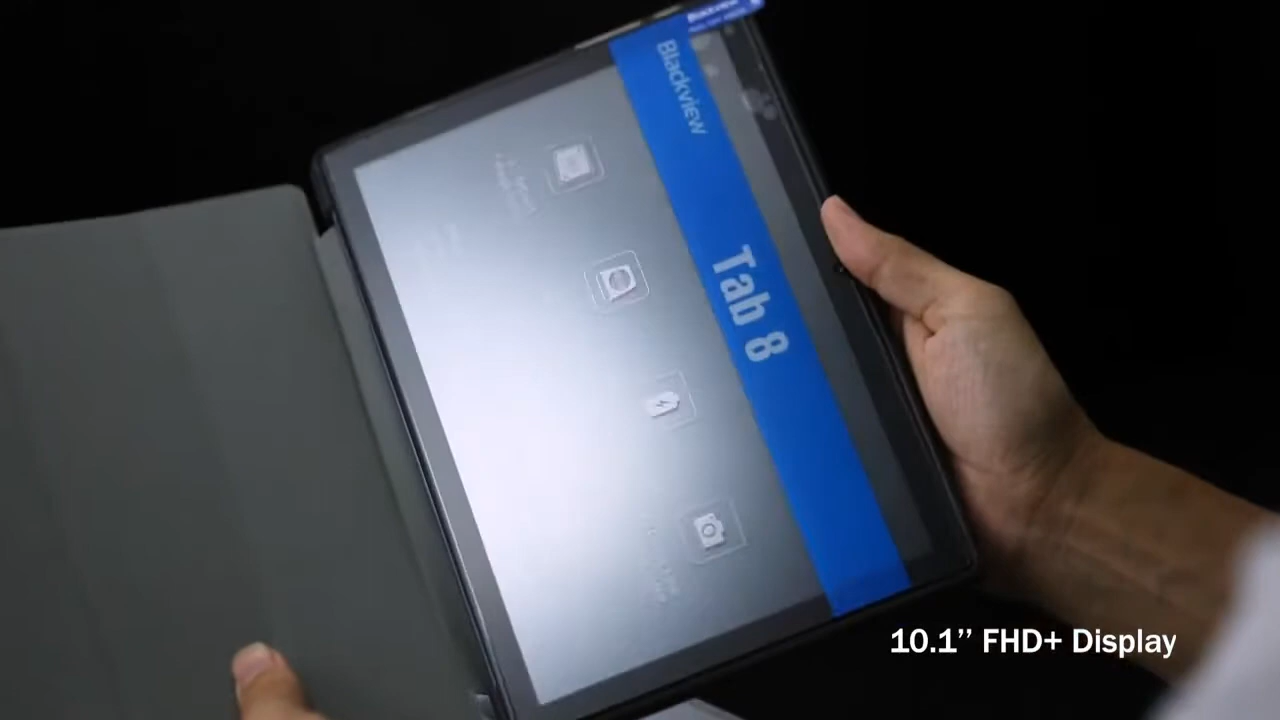 Blackview
Tab 8
10.1” FHD+ Display